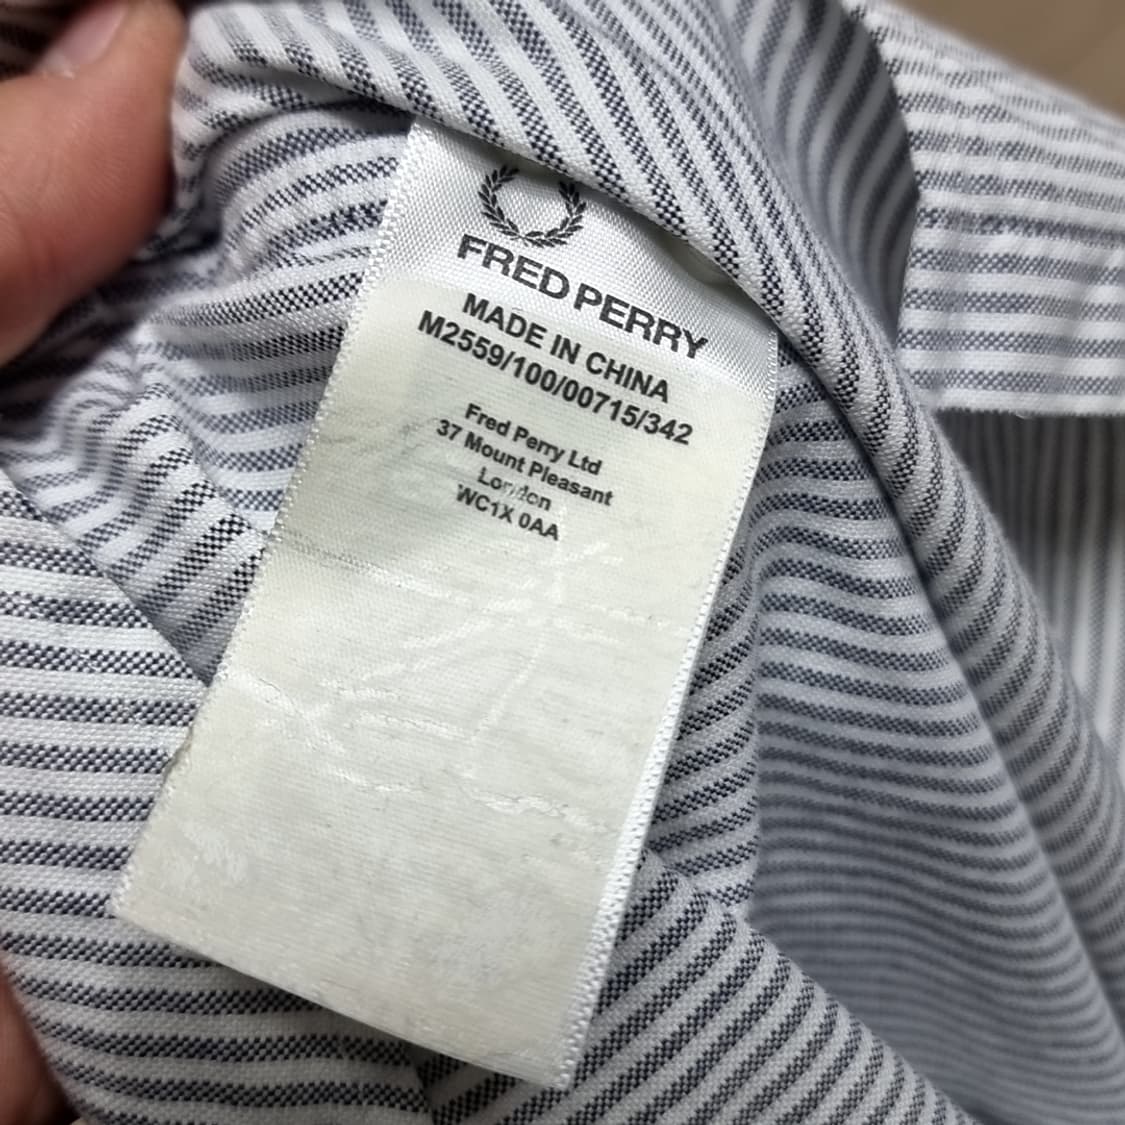 FRED PERRY
MADE IN CHINA
M2559/100/00715/342
Fred Perry Ltd
37 Mount Pleasant
London
WC1X 0AA